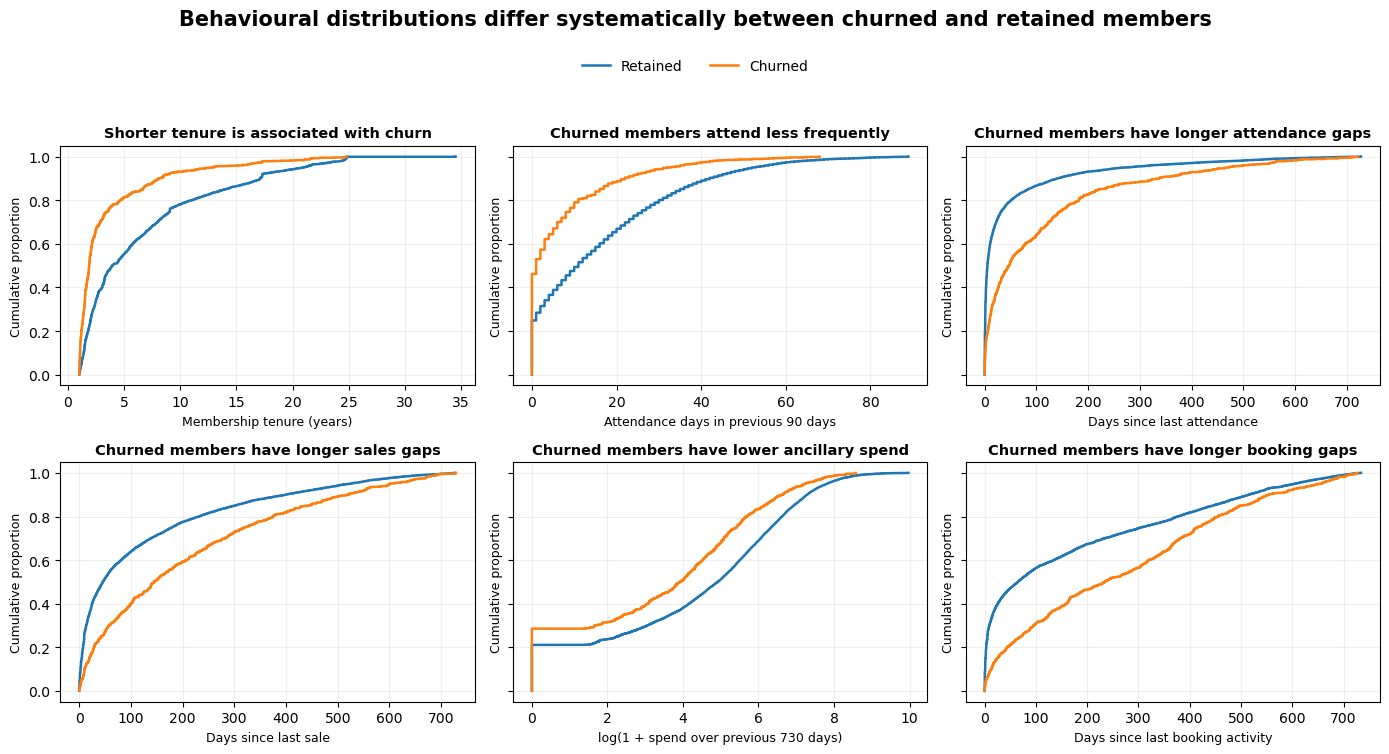 Behavioural distributions differ systematically between churned and retained members
Retained
Churned
Shorter tenure is associated with churn
Cumulative proportion
1.0
0.8
0.6
0.4
0.2
0.0
0 5 10 15 20 25 30 35
Membership tenure (years)
Churned members attend less frequently
Cumulative proportion
0 20 40 60 80
Attendance days in previous 90 days
Churned members have longer attendance gaps
Cumulative proportion
0 100 200 300 400 500 600 700
Days since last attendance
Churned members have longer sales gaps
Cumulative proportion
1.0
0.8
0.6
0.4
0.2
0.0
0 100 200 300 400 500 600 700
Days since last sale
Churned members have lower ancillary spend
Cumulative proportion
0 2 4 6 8 10
log(1 + spend over previous 730 days)
Churned members have longer booking gaps
Cumulative proportion
0 100 200 300 400 500 600 700
Days since last booking activity